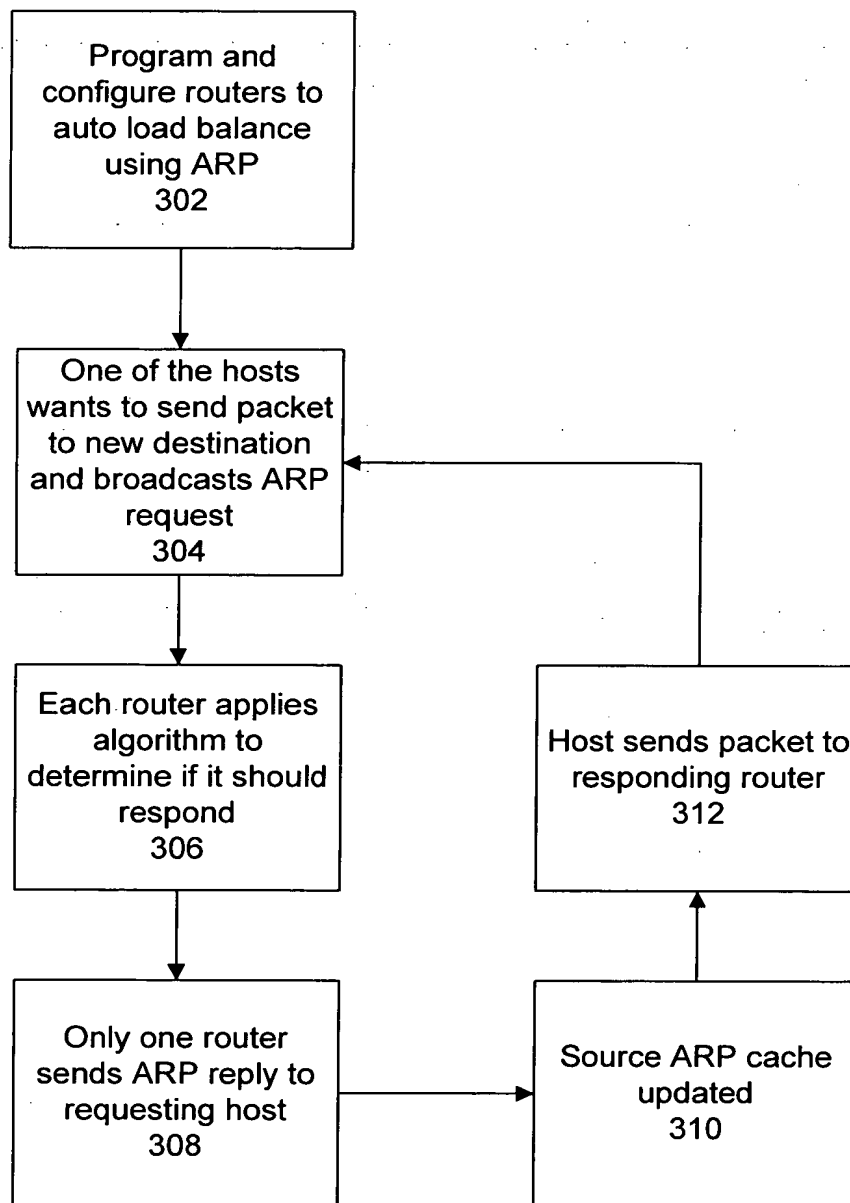 Program and
configure routers to
auto load balance
using ARP
302
One of the hosts
wants to send packet
to new destination
and broadcasts ARP
request
304
Each router applies
algorithm to
determine if it should
respond
306
Only one router
sends ARP reply to
requesting host
308
Source ARP cache
updated
310
Host sends packet to
responding router
312